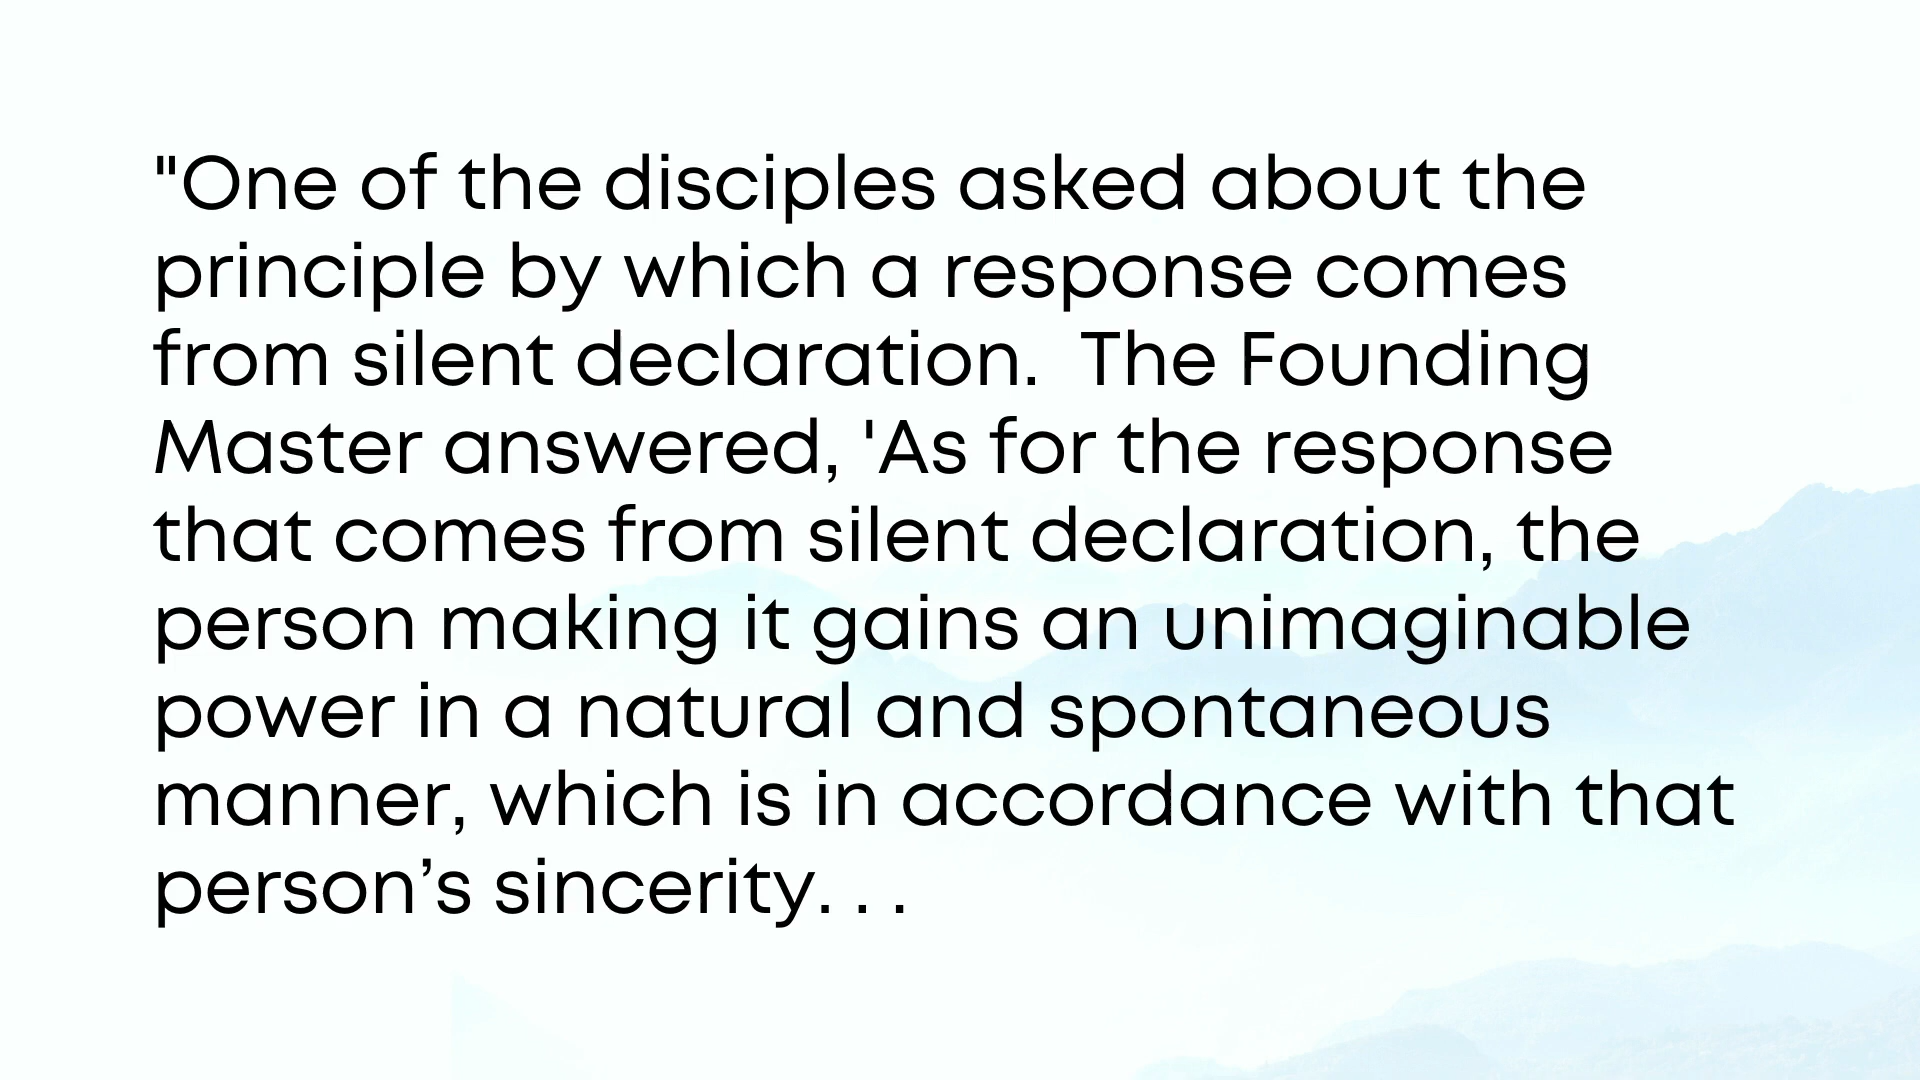 "One of the disciples asked about the
principle by which a response comes
from silent declaration.  The Founding
Master answered, 'As for the response
that comes from silent declaration, the
person making it gains an unimaginable
power in a natural and spontaneous
manner, which is in accordance with that
person’s sincerity. . .